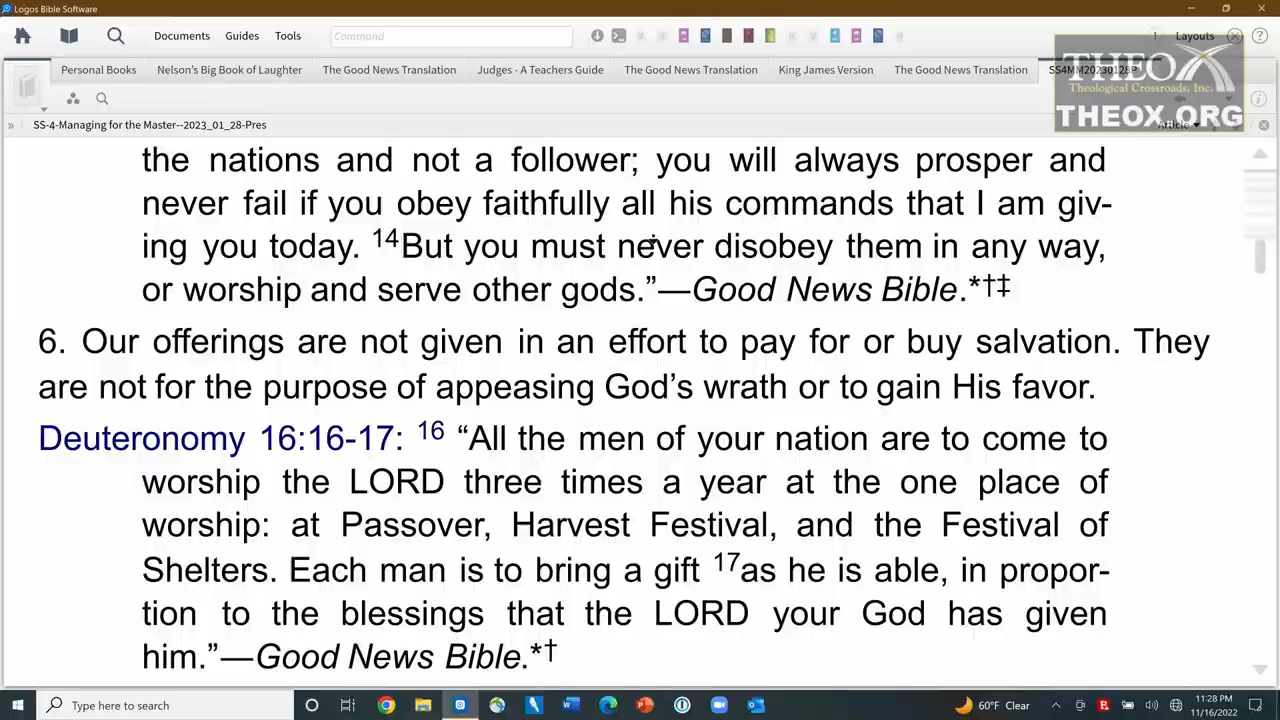 Logos Bible Software
Documents Guides Tools Command Layouts
Personal Books Nelson's Big Book of Laughter The Good Judges - A Teachers Guide The Good News Translation King James Version The Good News Translation SS4MM20230128P
THEOX
Theological Crossroads, Inc.
THEOX.ORG
SS-4-Managing for the Master--2023_01_28-Pres Article
the nations and not a follower; you will always prosper and
never fail if you obey faithfully all his commands that I am giv-
ing you today. 14But you must never disobey them in any way,
or worship and serve other gods.”—Good News Bible.*†‡
6. Our offerings are not given in an effort to pay for or buy salvation. They
are not for the purpose of appeasing God’s wrath or to gain His favor.
Deuteronomy 16:16-17: 16 “All the men of your nation are to come to
worship the LORD three times a year at the one place of
worship: at Passover, Harvest Festival, and the Festival of
Shelters. Each man is to bring a gift 17as he is able, in propor-
tion to the blessings that the LORD your God has given
him.”—Good News Bible.*†
Type here to search 60°F Clear 11:28 PM
11/16/2022